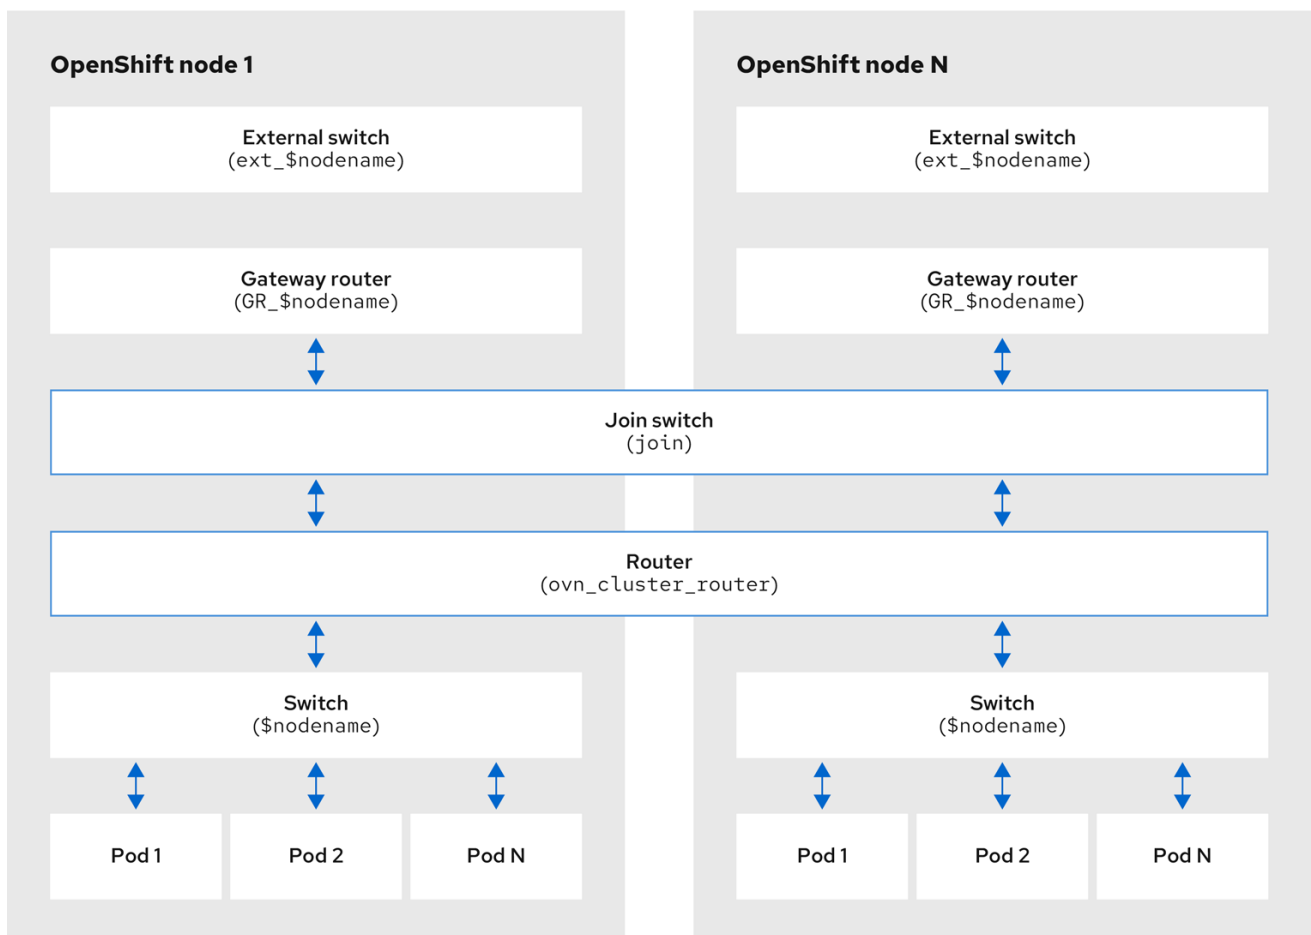 OpenShift node 1
OpenShift node N
External switch
(ext_$nodename)
External switch
(ext_$nodename)
Gateway router
(GR_$nodename)
Gateway router
(GR_$nodename)
Join switch
(join)
Router
(ovn_cluster_router)
Switch
($nodename)
Switch
($nodename)
Pod 1
Pod 2
Pod N
Pod 1
Pod 2
Pod N